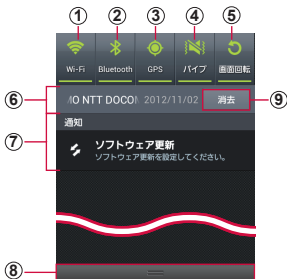 ① ② ③ ④ ⑤
Wi-Fi Bluetooth GPS バイブ 画面回転
⑥ NTT DOCO 2012/11/02 消去 ⑨
⑦ 通知
ソフトウェア更新
ソフトウェア更新を設定してください。
⑧